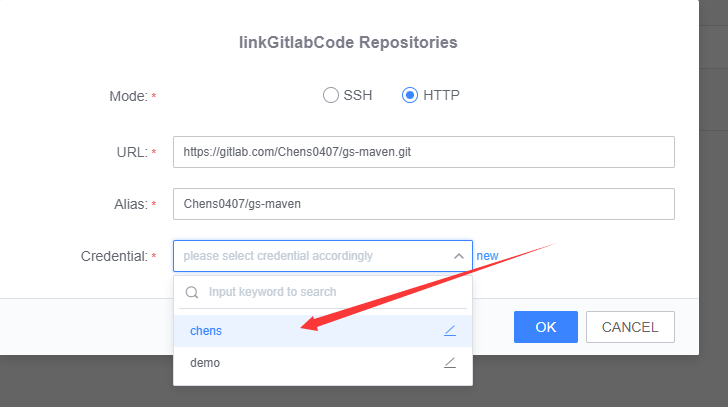 linkGitlabCode Repositories
Mode: * SSH HTTP
URL: * https://gitlab.com/Chens0407/gs-maven.git
Alias: * Chens0407/gs-maven
Credential: * please select credential accordingly new
Input keyword to search
chens
demo
OK CANCEL